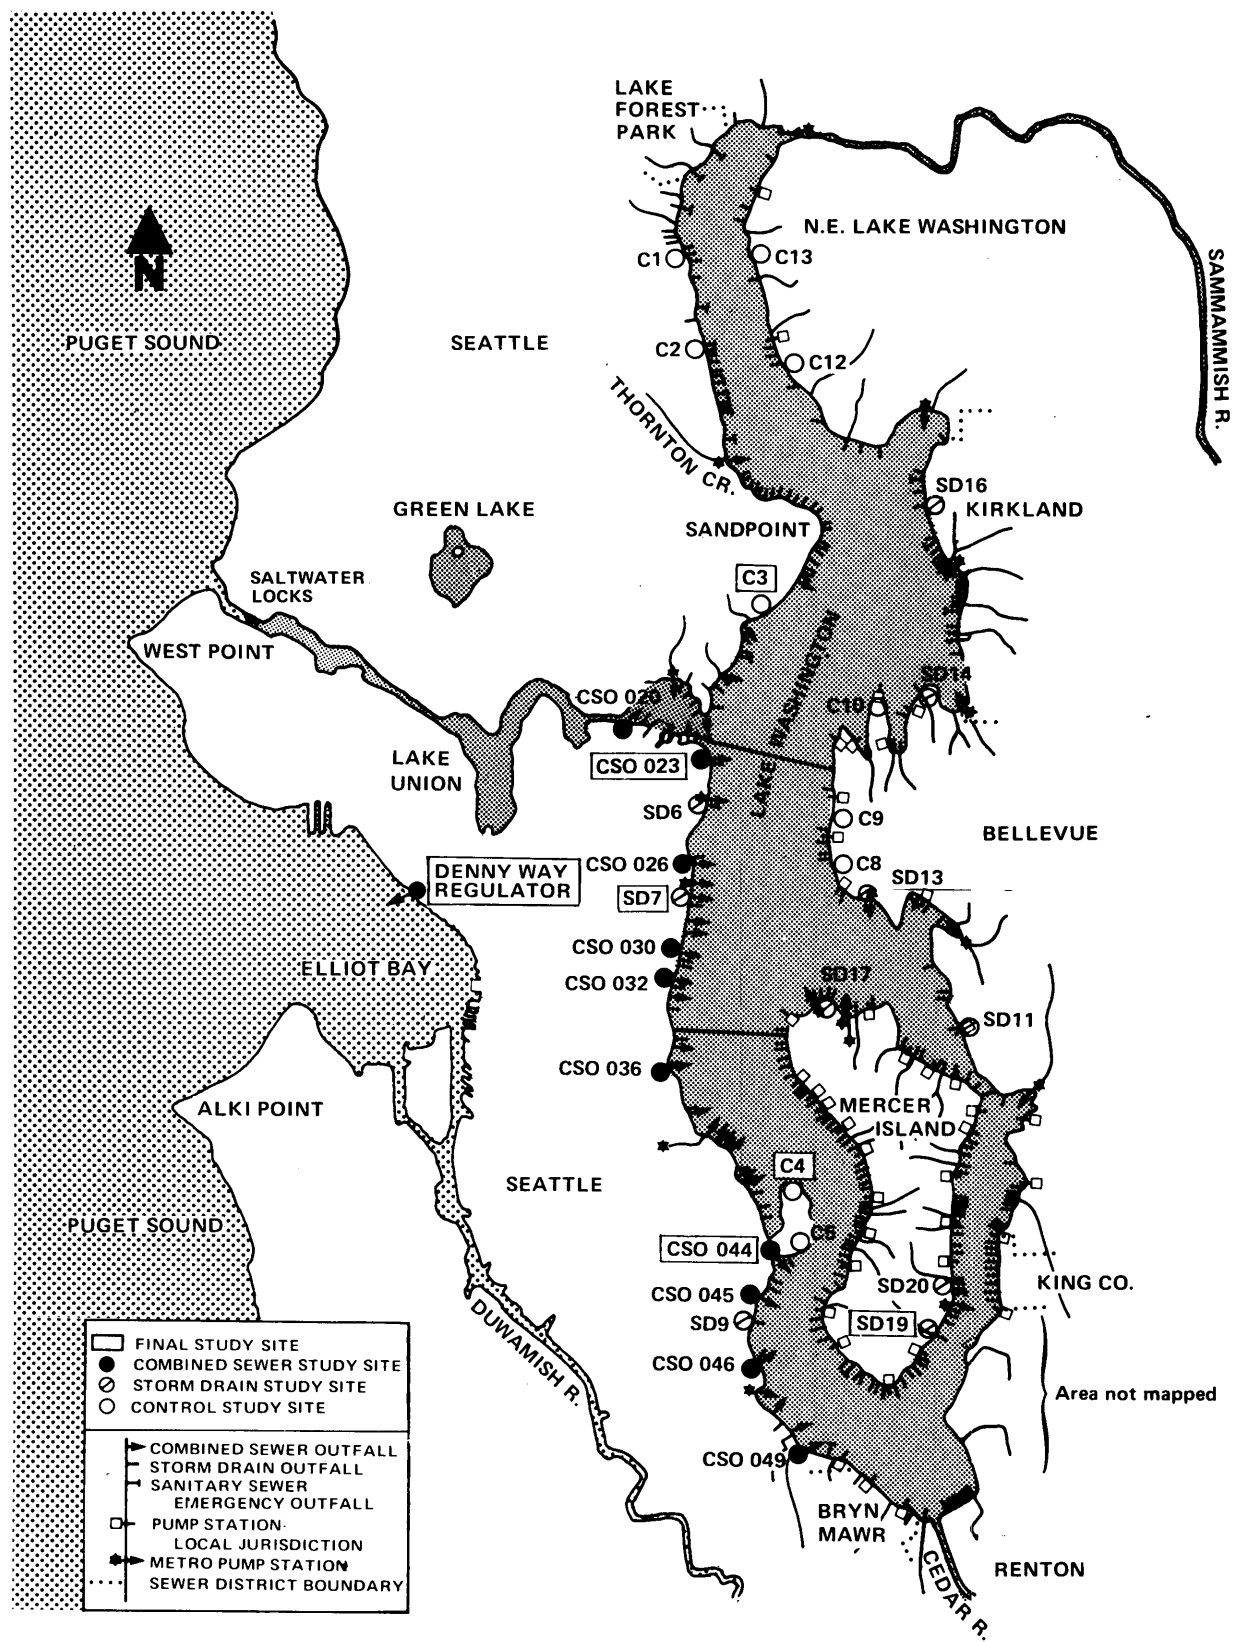 LAKE
FOREST
PARK
N.E. LAKE WASHINGTON
C1
C13
SAMMAMMISH R.
N
PUGET SOUND
SEATTLE
C2
C12
THORNTON CR.
SD16
GREEN LAKE
KIRKLAND
SANDPOINT
SALTWATER
LOCKS
C3
WEST POINT
LAKE WASHINGTON
SD14
CSO 020
C10
LAKE
UNION
CSO 023
SD6
C9
BELLEVUE
CSO 026
C8
DENNY WAY
REGULATOR
SD13
SD7
CSO 030
ELLIOT BAY
CSO 032
SD17
SD11
CSO 036
ALKI POINT
MERCER
ISLAND
C4
SEATTLE
PUGET SOUND
C5
CSO 044
SD20
KING CO.
CSO 045
SD9
SD19
DUWAMISH R.
CSO 046
Area not mapped
CSO 049
BRYN
MAWR
CEDAR R.
RENTON
FINAL STUDY SITE
COMBINED SEWER STUDY SITE
STORM DRAIN STUDY SITE
CONTROL STUDY SITE
COMBINED SEWER OUTFALL
STORM DRAIN OUTFALL
SANITARY SEWER
EMERGENCY OUTFALL
PUMP STATION
LOCAL JURISDICTION
METRO PUMP STATION
SEWER DISTRICT BOUNDARY